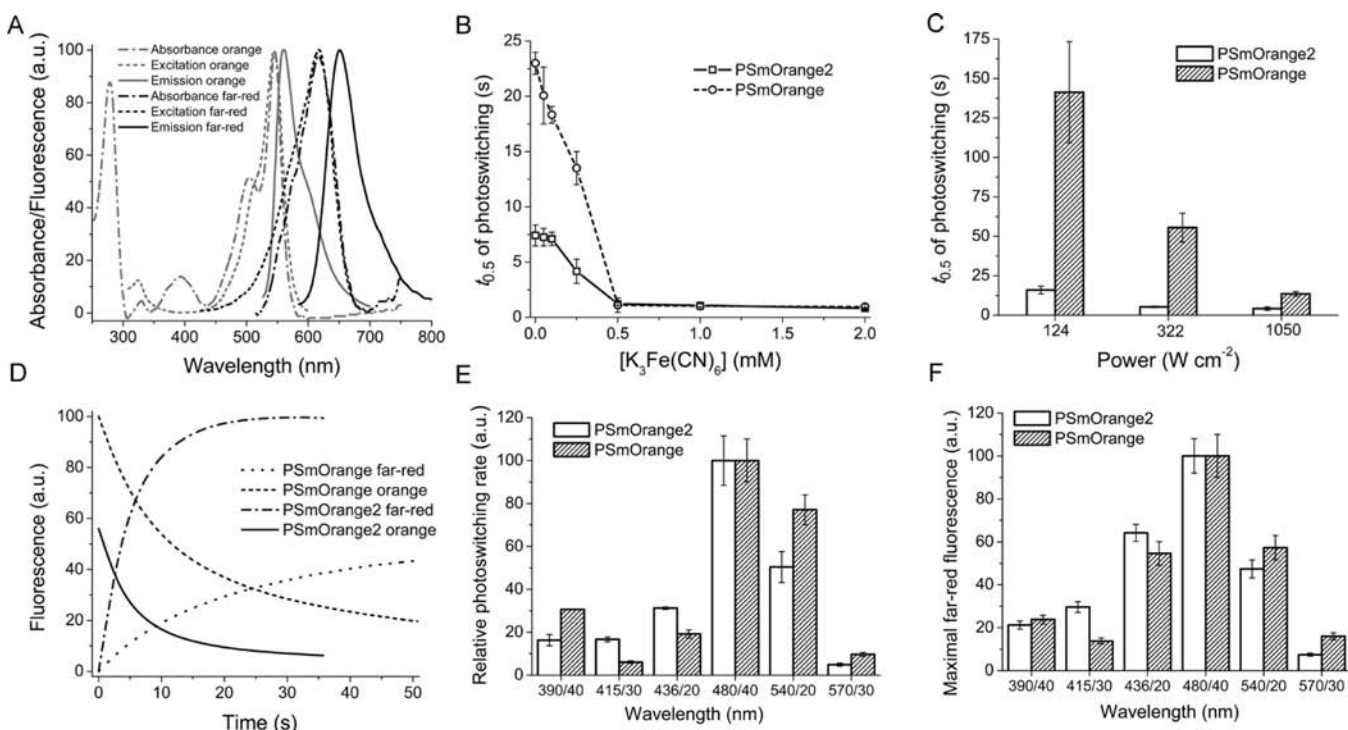 A
Absorbance orange
Excitation orange
Emission orange
Absorbance far-red
Excitation far-red
Emission far-red
Absorbance/Fluorescence (a.u.)
100
80
60
40
20
0
300 400 500 600 700 800
Wavelength (nm)
B
PSmOrange2
PSmOrange
t0.5 of photoswitching (s)
25
20
15
10
5
0
0.0 0.5 1.0 1.5 2.0
[K3Fe(CN)6] (mM)
C
PSmOrange2
PSmOrange
t0.5 of photoswitching (s)
175
150
125
100
75
50
25
0
124 322 1050
Power (W cm-2)
D
PSmOrange far-red
PSmOrange orange
PSmOrange2 far-red
PSmOrange2 orange
Fluorescence (a.u.)
100
80
60
40
20
0
0 10 20 30 40 50
Time (s)
E
PSmOrange2
PSmOrange
Relative photoswitching rate (a.u.)
120
100
80
60
40
20
0
390/40 415/30 436/20 480/40 540/20 570/30
Wavelength (nm)
F
PSmOrange2
PSmOrange
Maximal far-red fluorescence (a.u.)
120
100
80
60
40
20
0
390/40 415/30 436/20 480/40 540/20 570/30
Wavelength (nm)